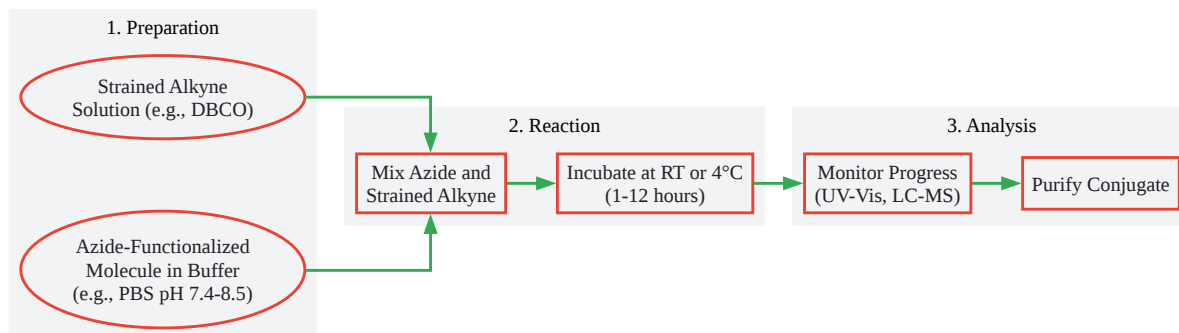 1. Preparation
Strained Alkyne
Solution (e.g., DBCO)
Azide-Functionalized
Molecule in Buffer
(e.g., PBS pH 7.4-8.5)
2. Reaction
Mix Azide and
Strained Alkyne
Incubate at RT or 4°C
(1-12 hours)
3. Analysis
Monitor Progress
(UV-Vis, LC-MS)
Purify Conjugate